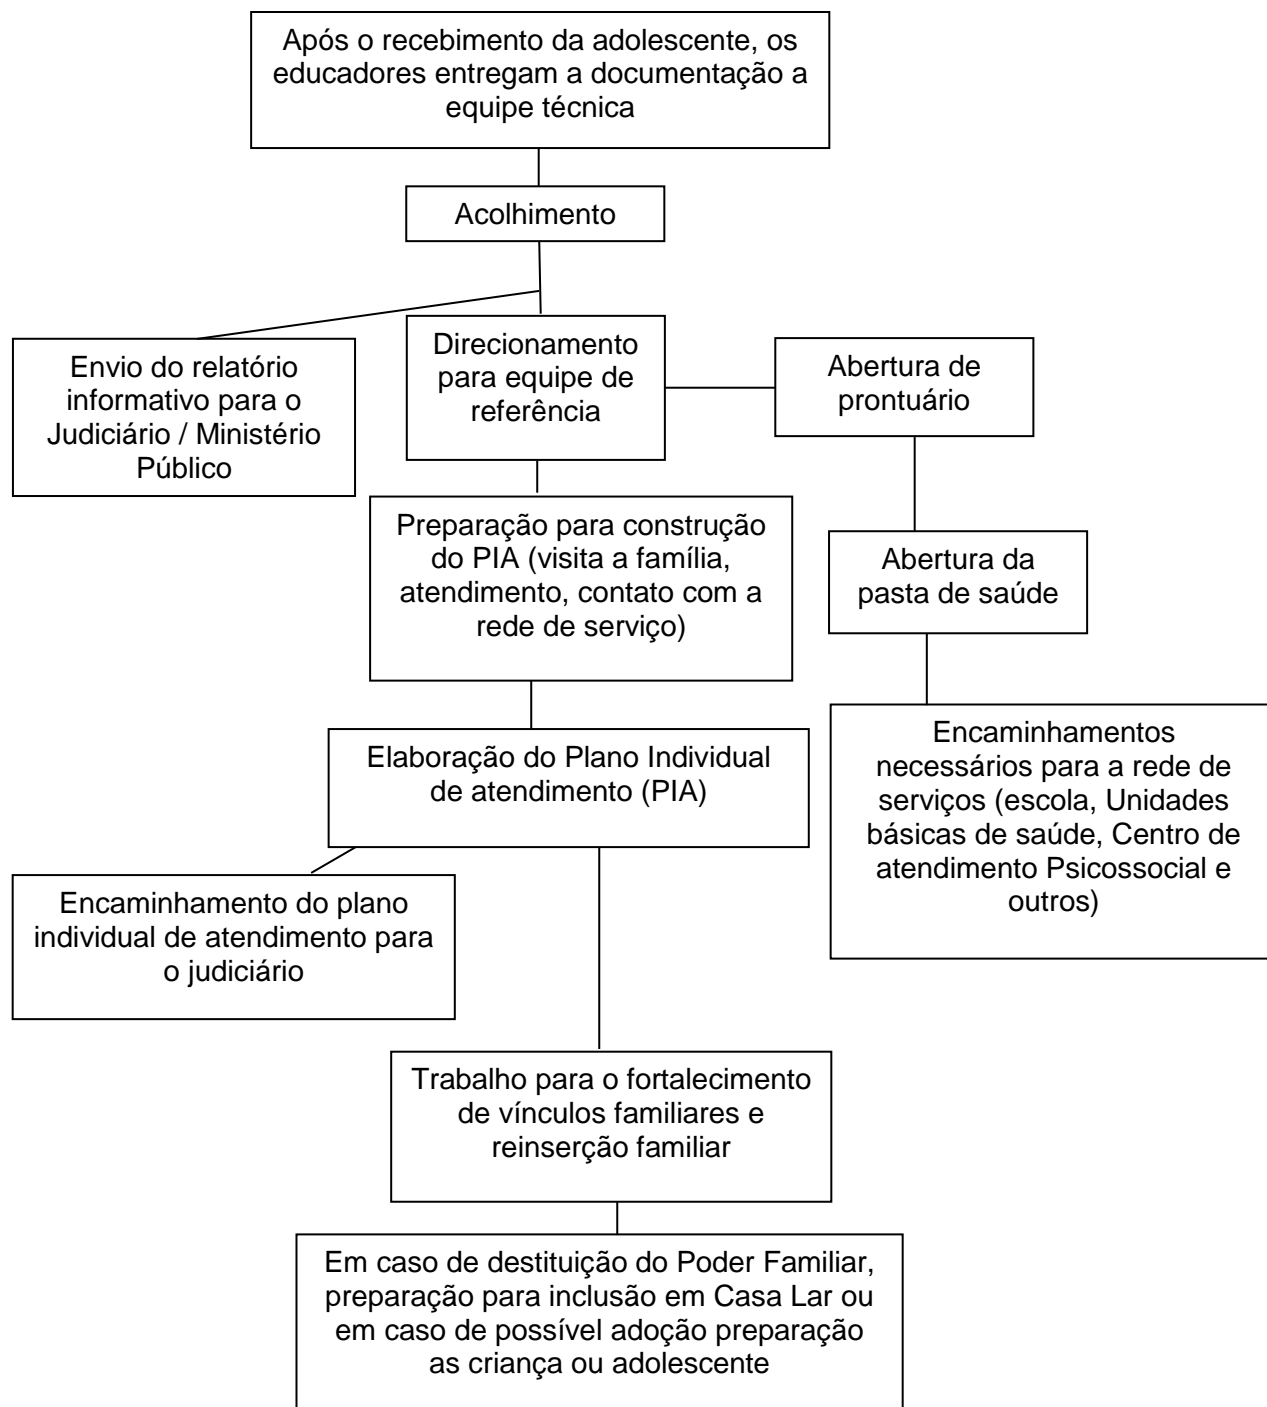 Após o recebimento da adolescente, os
educadores entregam a documentação a
equipe técnica
Acolhimento
Envio do relatório
informativo para o
Judiciário / Ministério
Público
Direcionamento
para equipe de
referência
Abertura de
prontuário
Preparação para construção
do PIA (visita a família,
atendimento, contato com a
rede de serviço)
Abertura da
pasta de saúde
Elaboração do Plano Individual
de atendimento (PIA)
Encaminhamentos
necessários para a rede de
serviços (escola, Unidades
básicas de saúde, Centro de
atendimento Psicossocial e
outros)
Encaminhamento do plano
individual de atendimento para
o judiciário
Trabalho para o fortalecimento
de vínculos familiares e
reinserção familiar
Em caso de destituição do Poder Familiar,
preparação para inclusão em Casa Lar ou
em caso de possível adoção preparação
as criança ou adolescente